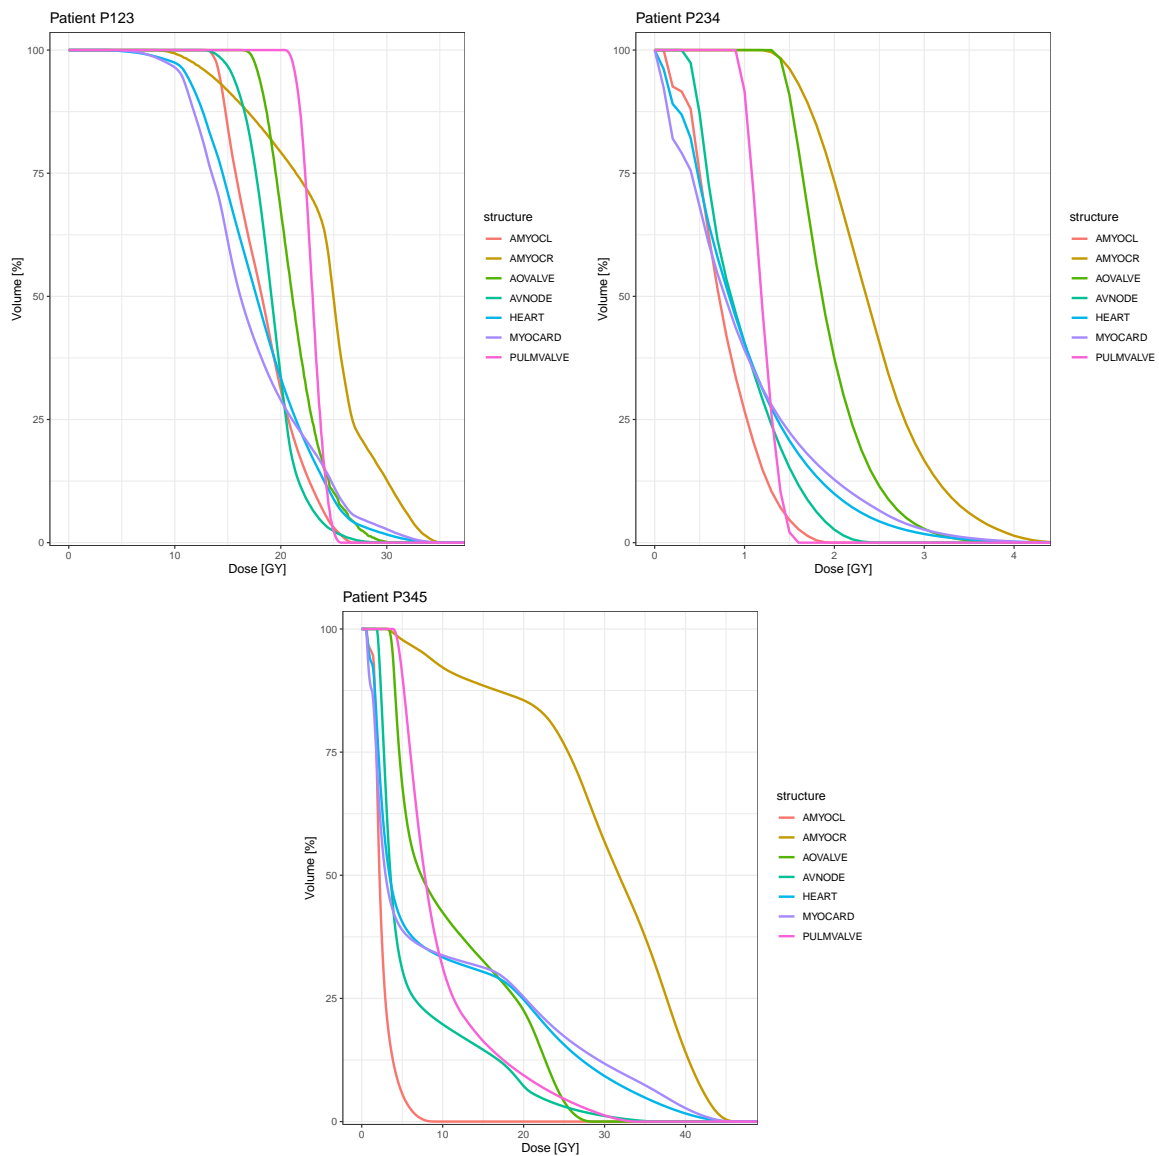 Patient P123
100
75
50
25
0
Volume [%]
0 10 20 30
Dose [GY]
structure
AMYOCL
AMYOCR
AOVALVE
AVNODE
HEART
MYOCARD
PULMVALVE
Patient P234
100
75
50
25
0
Volume [%]
0 1 2 3 4
Dose [GY]
structure
AMYOCL
AMYOCR
AOVALVE
AVNODE
HEART
MYOCARD
PULMVALVE
Patient P345
100
75
50
25
0
Volume [%]
0 10 20 30 40
Dose [GY]
structure
AMYOCL
AMYOCR
AOVALVE
AVNODE
HEART
MYOCARD
PULMVALVE